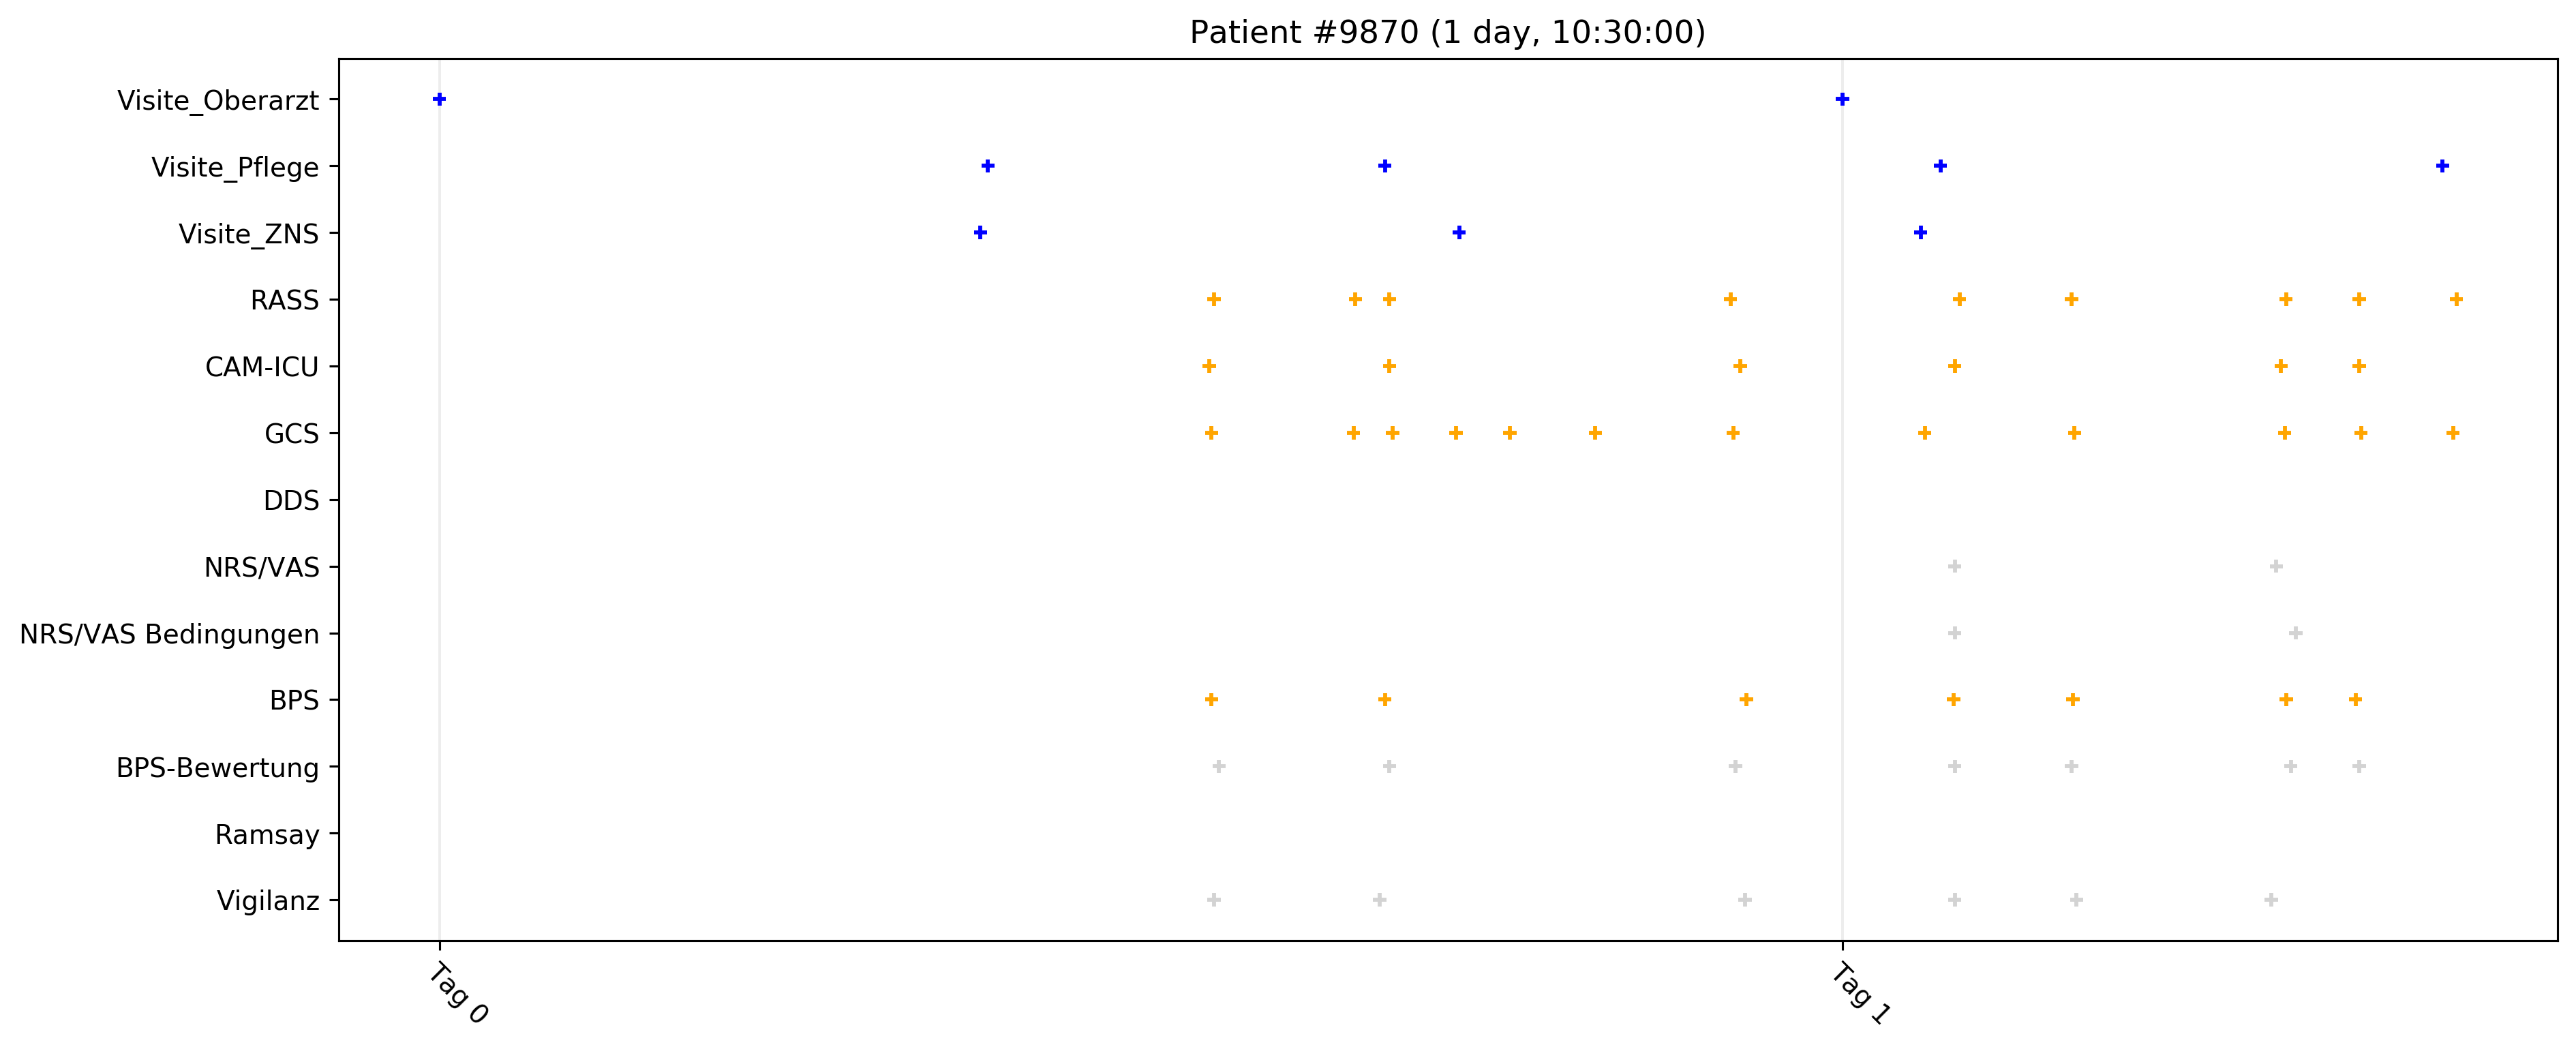 Patient #9870 (1 day, 10:30:00)
Visite_Oberarzt
Visite_Pflege
Visite_ZNS
RASS
CAM-ICU
GCS
DDS
NRS/VAS
NRS/VAS Bedingungen
BPS
BPS-Bewertung
Ramsay
Vigilanz
Tag 0
Tag 1